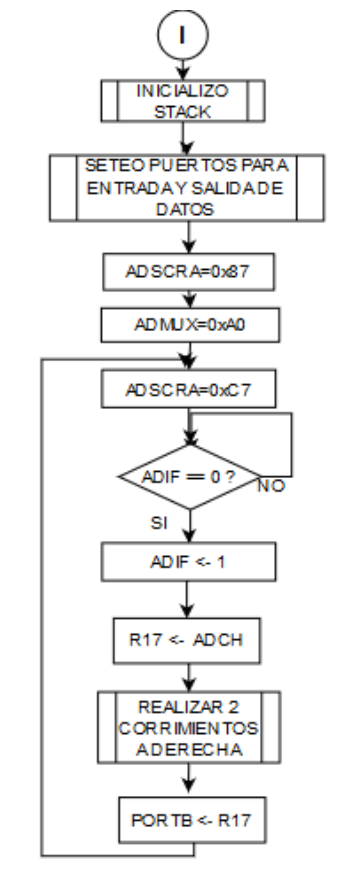 I
INICIALIZO
STACK
SETEO PUERTOS PARA
ENTRADA Y SALIDA DE
DATOS
ADSCRA=0x87
ADMUX=0xA0
ADSCRA=0xC7
ADIF == 0 ?
NO
SI
ADIF <- 1
R17 <- ADCH
REALIZAR 2
CORRIMIENTOS
A DERECHA
PORTB <- R17